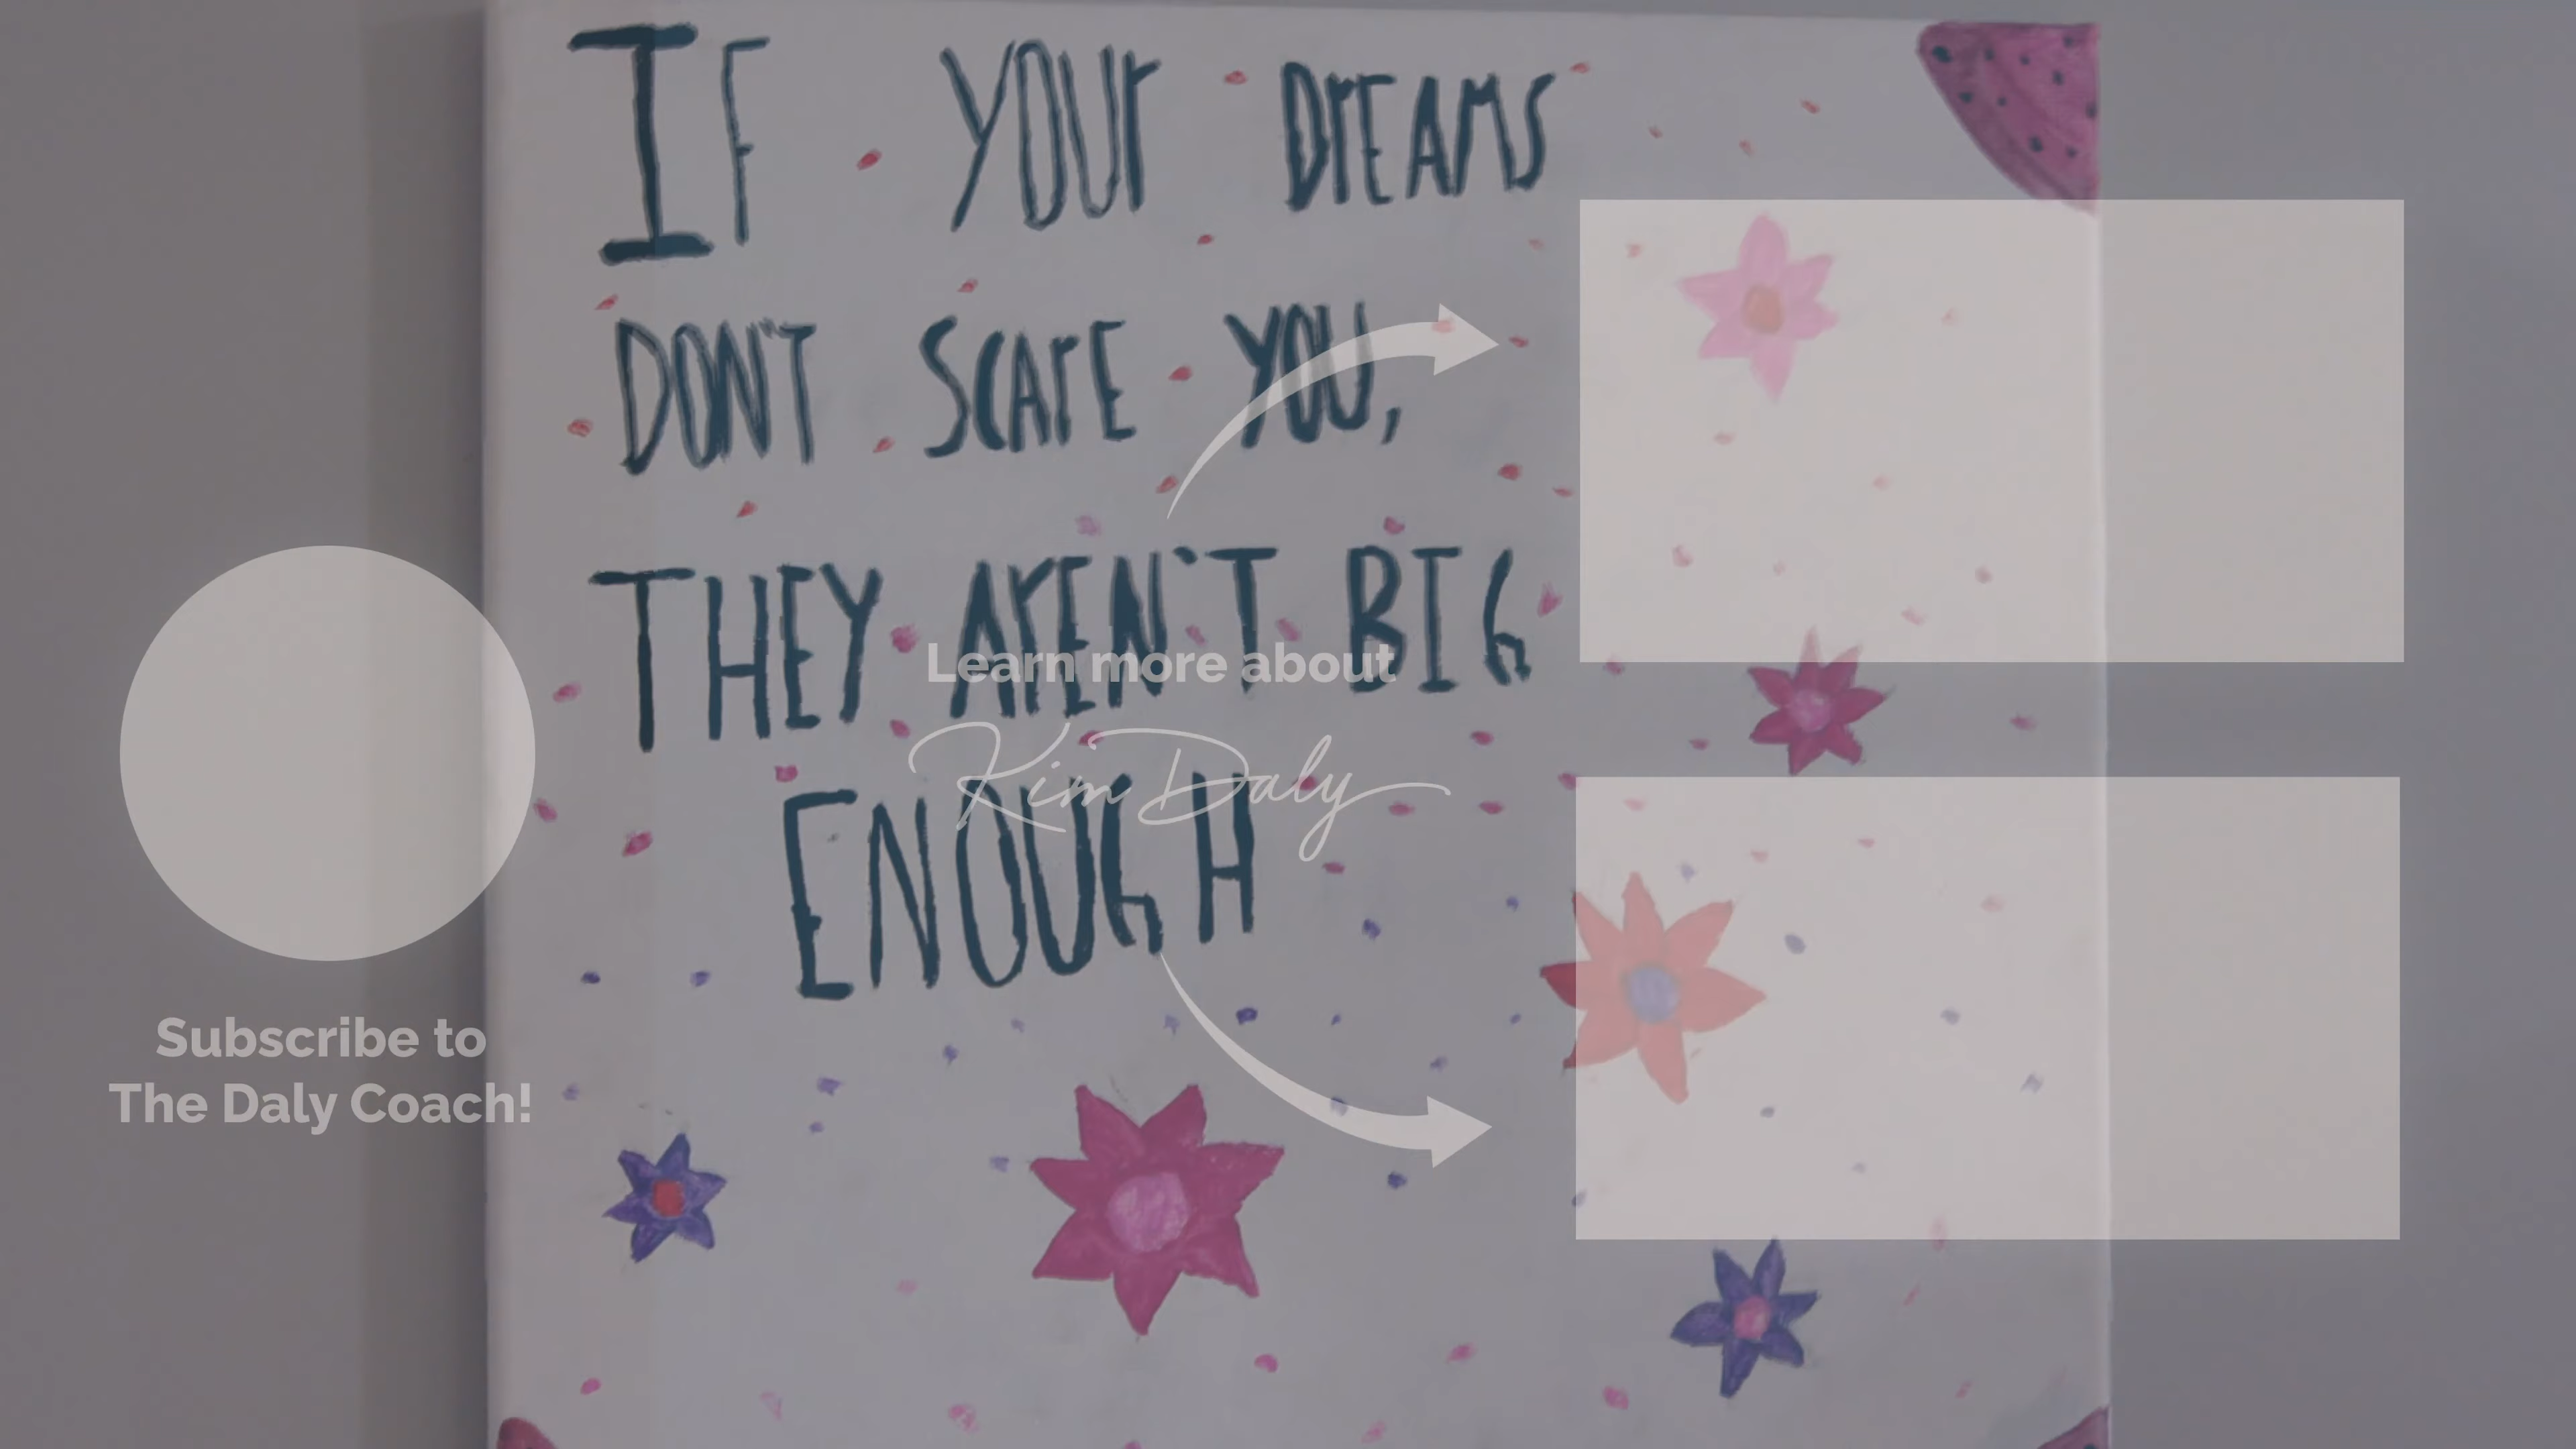 IF YOUr DrEAMS
DON'T SCArE YOU,
THEY ArEN'T BIG
ENOUGH
Learn more about
Kim Daly
Subscribe to
The Daly Coach!